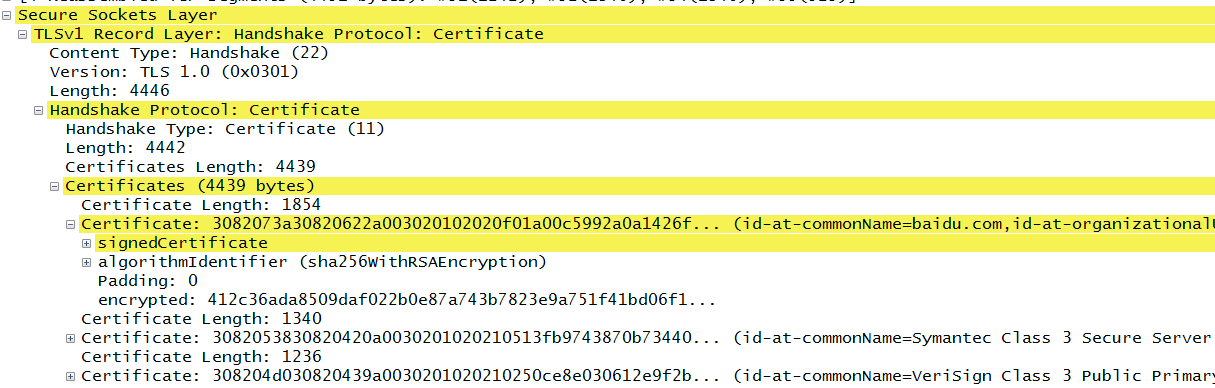 Secure Sockets Layer
TLSv1 Record Layer: Handshake Protocol: Certificate
Content Type: Handshake (22)
Version: TLS 1.0 (0x0301)
Length: 4446
Handshake Protocol: Certificate
Handshake Type: Certificate (11)
Length: 4442
Certificates Length: 4439
Certificates (4439 bytes)
Certificate Length: 1854
Certificate: 3082073a30820622a003020102020f01a00c5992a0a1426f... (id-at-commonName=baidu.com,id-at-organizationalU
signedCertificate
algorithmIdentifier (sha256WithRSAEncryption)
Padding: 0
encrypted: 412c36ada8509daf022b0e87a743b7823e9a751f41bd06f1...
Certificate Length: 1340
Certificate: 3082053830820420a0030201020210513fb9743870b73440... (id-at-commonName=Symantec Class 3 Secure Server
Certificate Length: 1236
Certificate: 308204d030820439a0030201020210250ce8e030612e9f2b... (id-at-commonName=VeriSign Class 3 Public Primary